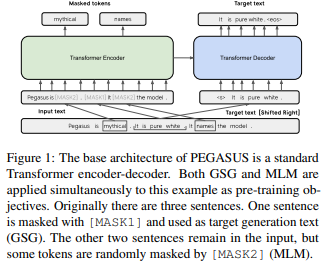 Masked tokens
Target text
mythical
names
It is pure white . <eos>
Transformer Encoder
Transformer Decoder
Pegasus is [MASK2] . [MASK1] It [MASK2] the model .
<s> It is pure white .
Input text
Target text [Shifted Right]
Pegasus is mythical . It is pure white . It names the model .
Figure 1: The base architecture of PEGASUS is a standard
Transformer encoder-decoder. Both GSG and MLM are
applied simultaneously to this example as pre-training ob-
jectives. Originally there are three sentences. One sentence
is masked with [MASK1] and used as target generation text
(GSG). The other two sentences remain in the input, but
some tokens are randomly masked by [MASK2] (MLM).